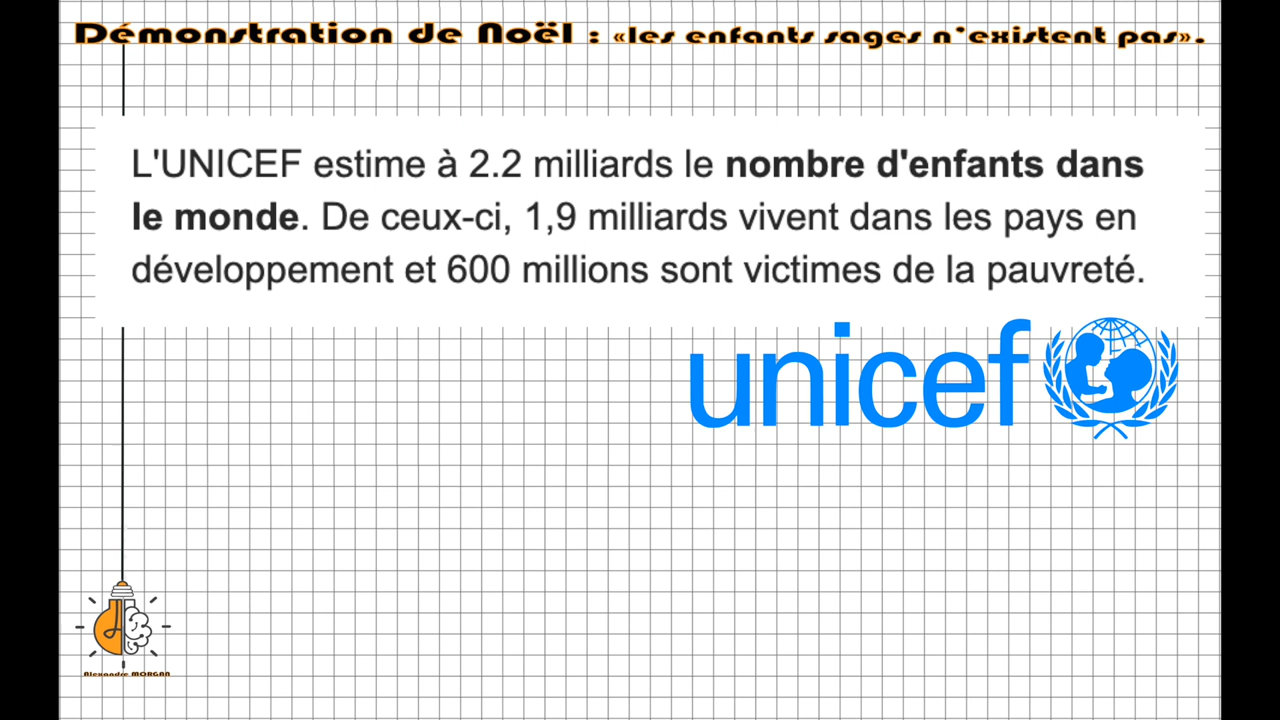 Démonstration de Noël : «les enfants sages n'existent pas».
L'UNICEF estime à 2.2 milliards le nombre d'enfants dans
le monde. De ceux-ci, 1,9 milliards vivent dans les pays en
développement et 600 millions sont victimes de la pauvreté.
unicef
Alexandre MORGAN